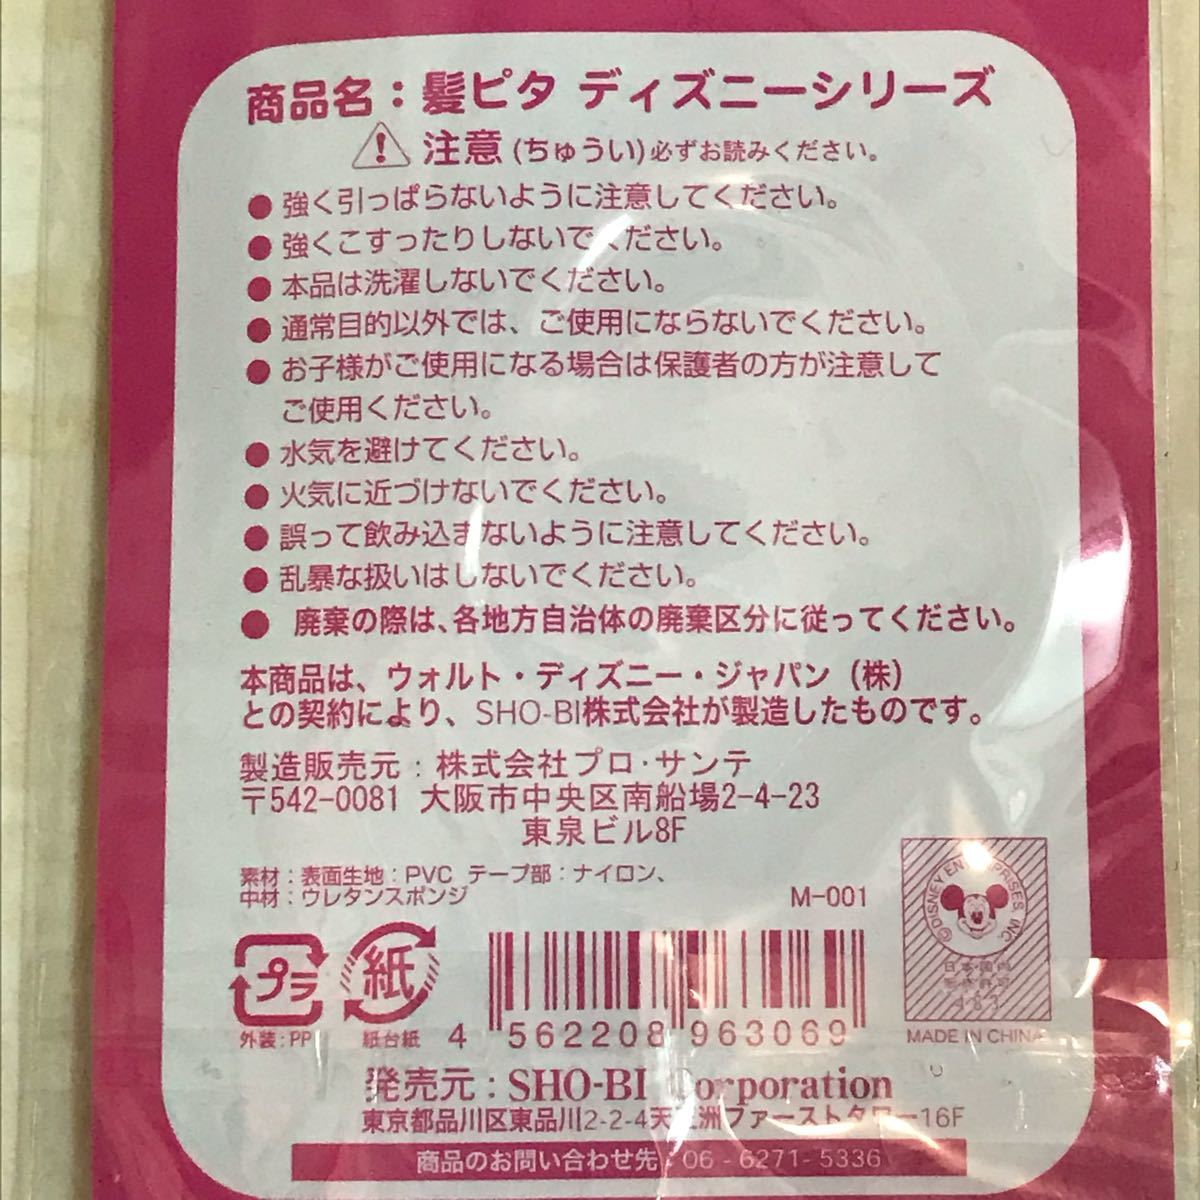 商品名：髪ピタ ディズニーシリーズ
注意(ちゅうい)必ずお読みください。
●強く引っぱらないように注意してください。
●強くこすったりしないでください。
●本品は洗濯しないでください。
●通常目的以外では、ご使用にならないでください。
●お子様がご使用になる場合は保護者の方が注意して
ご使用ください。
●水気を避けてください。
●火気に近づけないでください。
●誤って飲み込まないように注意してください。
●乱暴な扱いはしないでください。
● 廃棄の際は、各地方自治体の廃棄区分に従ってください。
本商品は、ウォルト・ディズニー・ジャパン（株）
との契約により、SHO-BI株式会社が製造したものです。
製造販売元：株式会社プロ・サンテ
〒542-0081 大阪市中央区南船場2-4-23
東泉ビル8F
素材：表面生地：PVC テープ部：ナイロン、
中材：ウレタンスポンジ
M-001
©DISNEY ENTERPRISES, INC
日本国内
483
MADE IN CHINA
プラ
紙
外装:PP
紙台紙
4 562208 963069
発売元：SHO-BI Corporation
東京都品川区東品川2-2-4天王洲ファーストタワー16F
商品のお問い合わせ先：06-6271-5336